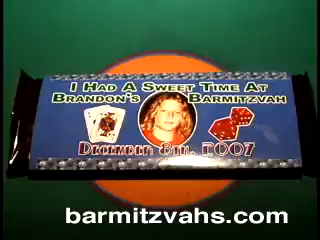 I Had A Sweet Time At
Brandon's Barmitzvah
December 8th, 2007
barmitzvahs.com